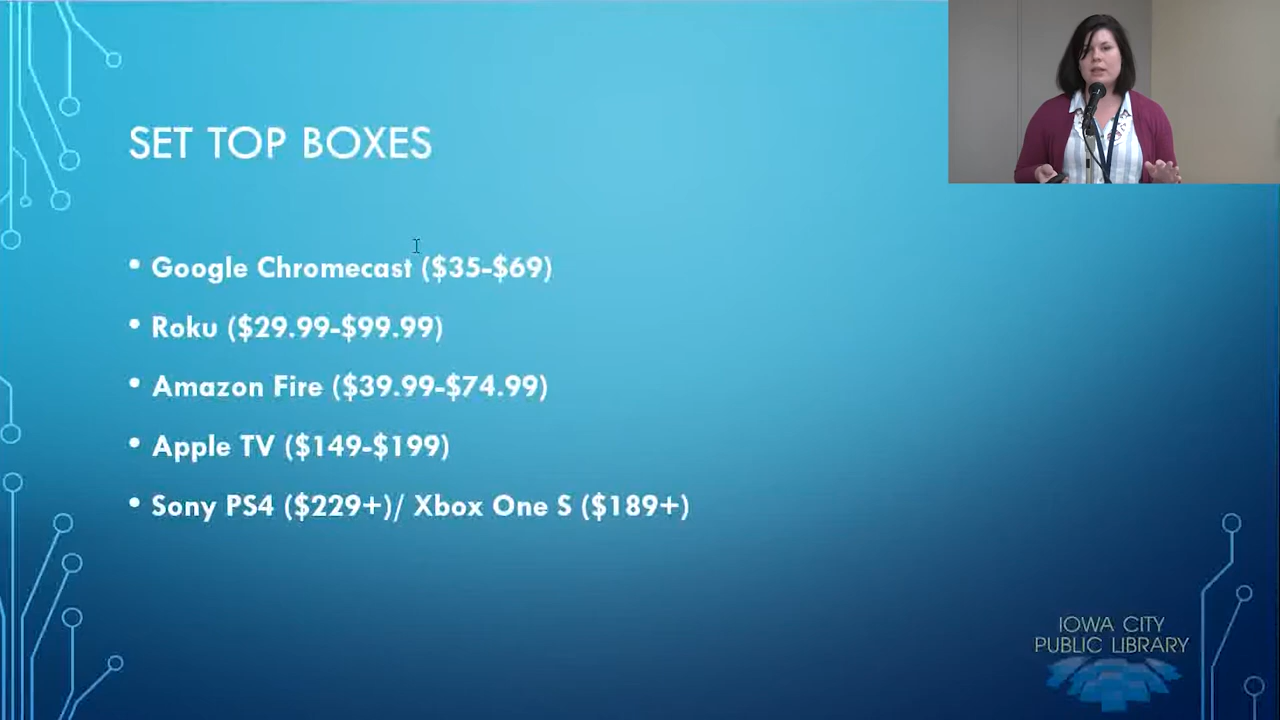 SET TOP BOXES
• Google Chromecast ($35-$69)
• Roku ($29.99-$99.99)
• Amazon Fire ($39.99-$74.99)
• Apple TV ($149-$199)
• Sony PS4 ($229+)/ Xbox One S ($189+)
IOWA CITY
PUBLIC LIBRARY